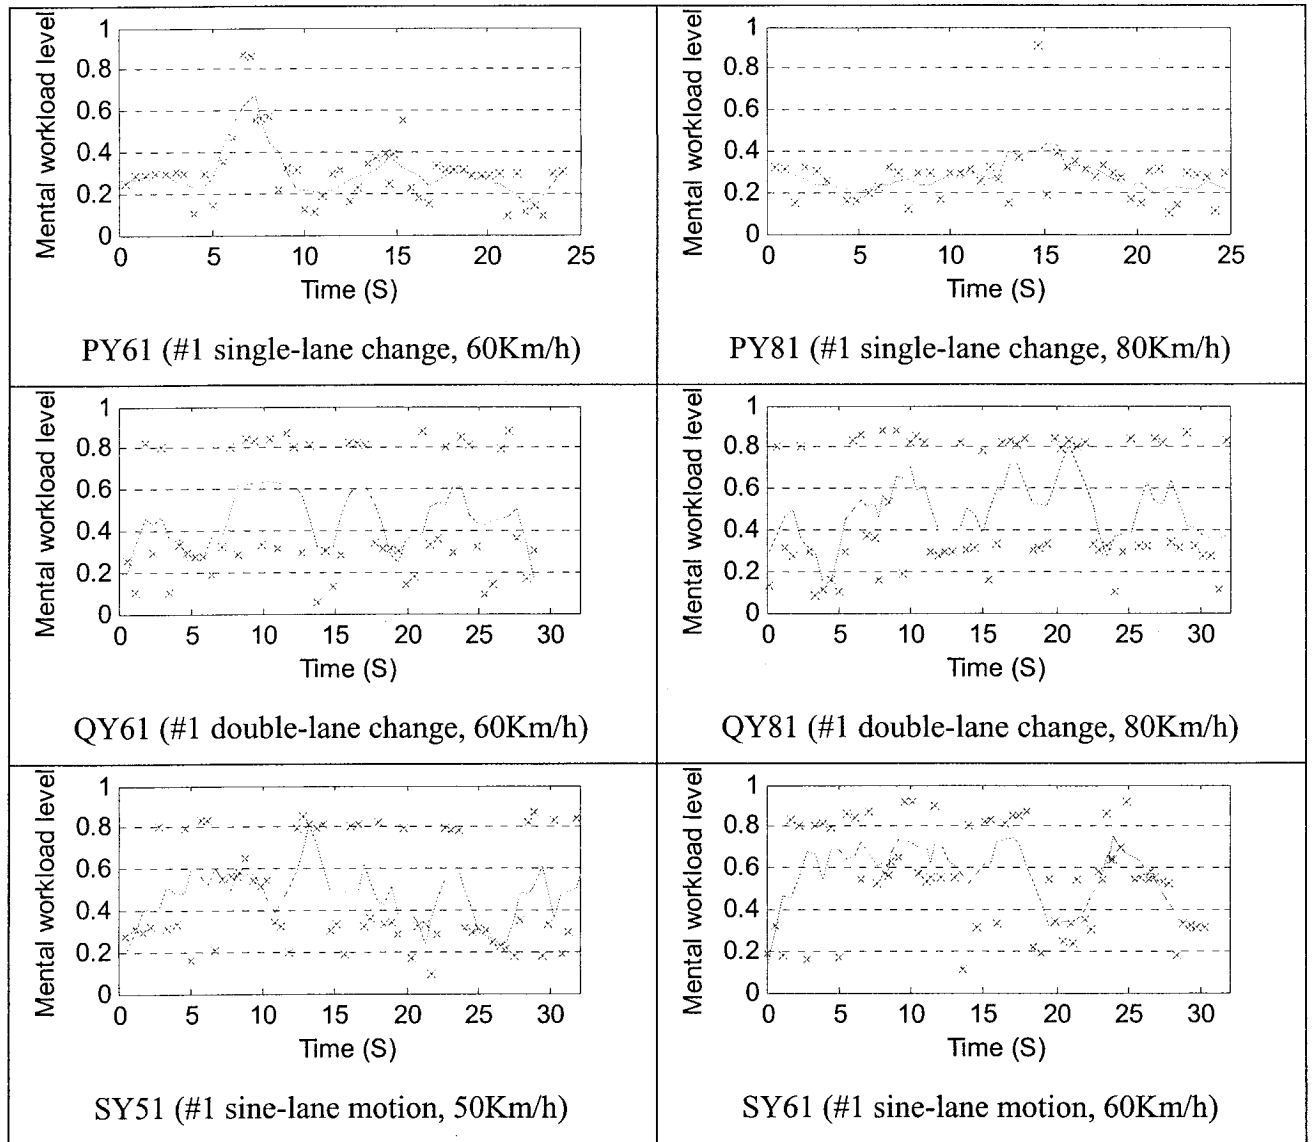 Mental workload level
1
0.8
0.6
0.4
0.2
0
0 5 10 15 20 25
Time (S)
PY61 (#1 single-lane change, 60Km/h)
Mental workload level
1
0.8
0.6
0.4
0.2
0
0 5 10 15 20 25
Time (S)
PY81 (#1 single-lane change, 80Km/h)
Mental workload level
1
0.8
0.6
0.4
0.2
0
0 5 10 15 20 25 30
Time (S)
QY61 (#1 double-lane change, 60Km/h)
Mental workload level
1
0.8
0.6
0.4
0.2
0
0 5 10 15 20 25 30
Time (S)
QY81 (#1 double-lane change, 80Km/h)
Mental workload level
1
0.8
0.6
0.4
0.2
0
0 5 10 15 20 25 30
Time (S)
SY51 (#1 sine-lane motion, 50Km/h)
Mental workload level
1
0.8
0.6
0.4
0.2
0
0 5 10 15 20 25 30
Time (S)
SY61 (#1 sine-lane motion, 60Km/h)